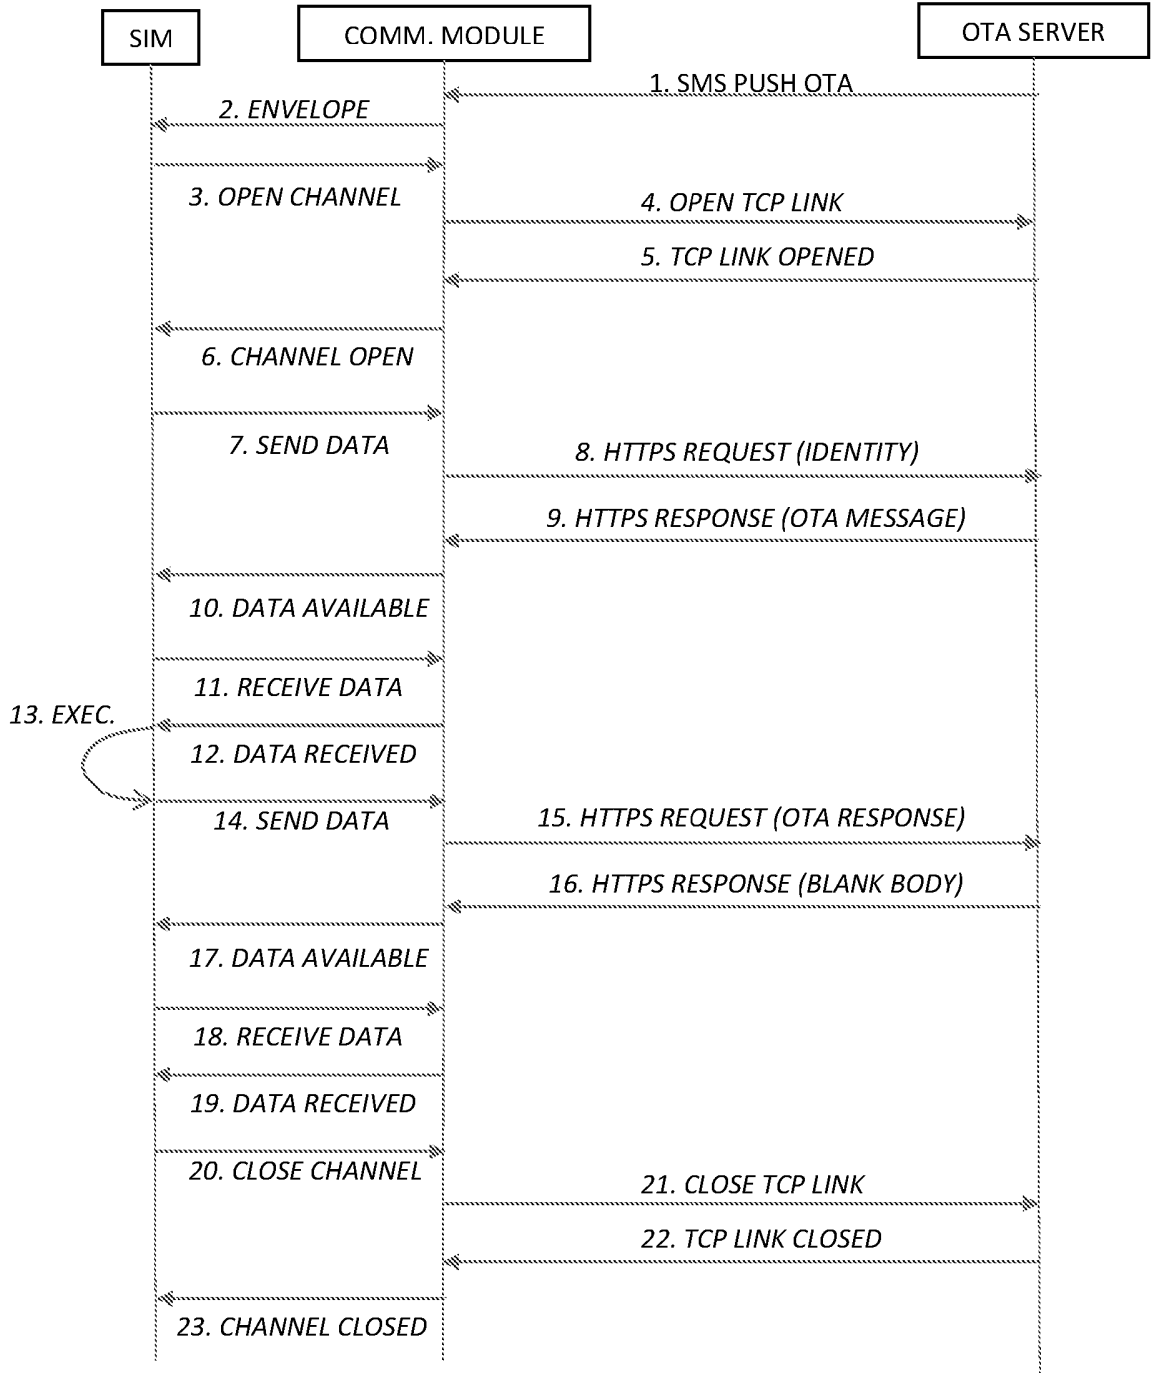 SIM
COMM. MODULE
OTA SERVER
1. SMS PUSH OTA
2. ENVELOPE
3. OPEN CHANNEL
4. OPEN TCP LINK
5. TCP LINK OPENED
6. CHANNEL OPEN
7. SEND DATA
8. HTTPS REQUEST (IDENTITY)
9. HTTPS RESPONSE (OTA MESSAGE)
10. DATA AVAILABLE
11. RECEIVE DATA
13. EXEC.
12. DATA RECEIVED
14. SEND DATA
15. HTTPS REQUEST (OTA RESPONSE)
16. HTTPS RESPONSE (BLANK BODY)
17. DATA AVAILABLE
18. RECEIVE DATA
19. DATA RECEIVED
20. CLOSE CHANNEL
21. CLOSE TCP LINK
22. TCP LINK CLOSED
23. CHANNEL CLOSED